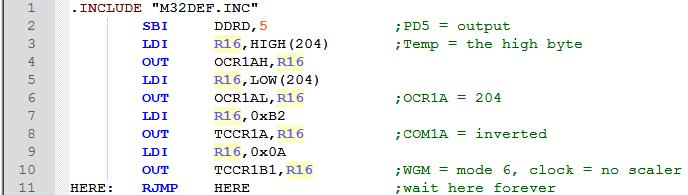 1 .INCLUDE "M32DEF.INC"
2 SBI DDRD,5 ;PD5 = output
3 LDI R16,HIGH(204) ;Temp = the high byte
4 OUT OCR1AH,R16
5 LDI R16,LOW(204)
6 OUT OCR1AL,R16 ;OCR1A = 204
7 LDI R16,0xB2
8 OUT TCCR1A,R16 ;COM1A = inverted
9 LDI R16,0x0A
10 OUT TCCR1B1,R16 ;WGM = mode 6, clock = no scaler
11 HERE: RJMP HERE ;wait here forever